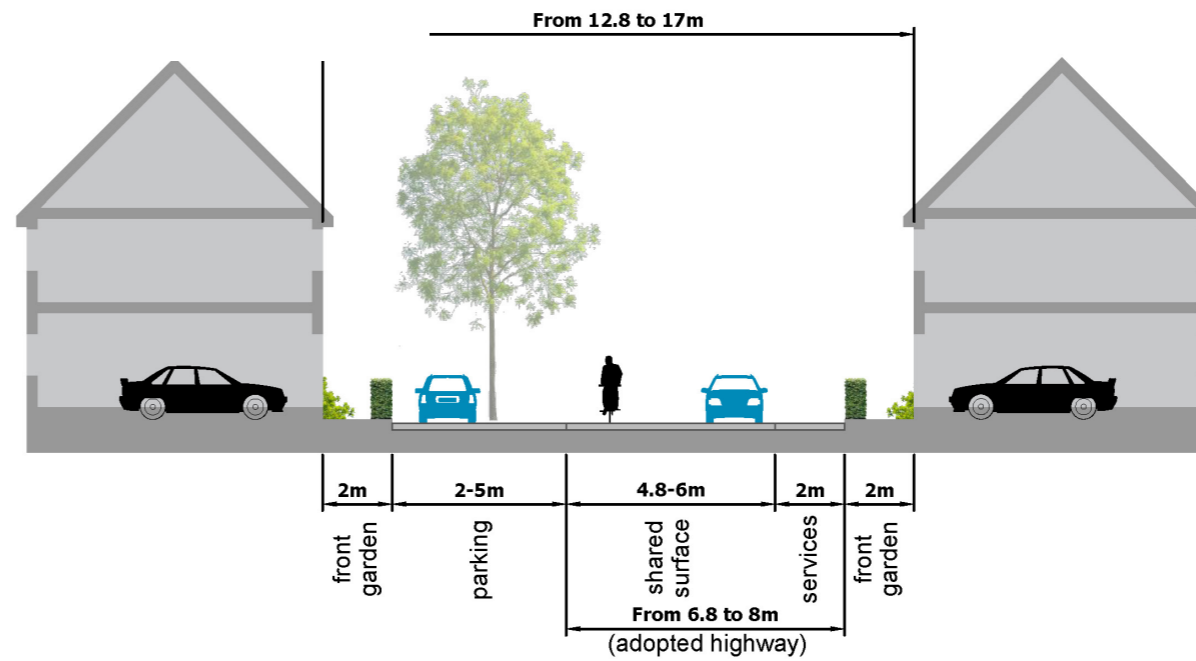 From 12.8 to 17m
2m
2-5m
4.8-6m
2m
2m
front
garden
parking
shared
surface
services
front
garden
From 6.8 to 8m
(adopted highway)